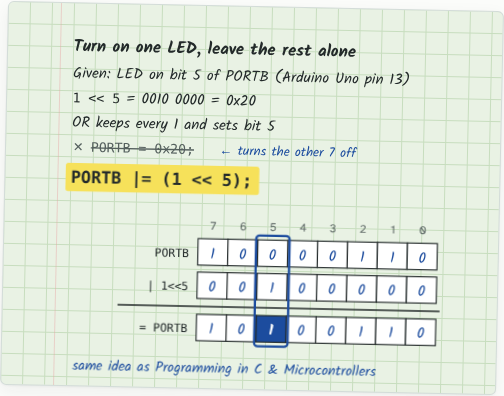 Turn on one LED, leave the rest alone
Given: LED on bit 5 of PORTB (Arduino Uno pin 13)
1 << 5 = 0010 0000 = 0x20
OR keeps every 1 and sets bit 5
× PORTB = 0x20; ← turns the other 7 off
PORTB |= (1 << 5);
7 6 5 4 3 2 1 0
PORTB 1 0 0 0 0 1 1 0
| 1<<5 0 0 1 0 0 0 0 0
= PORTB 1 0 1 0 0 1 1 0
same idea as Programming in C & Microcontrollers